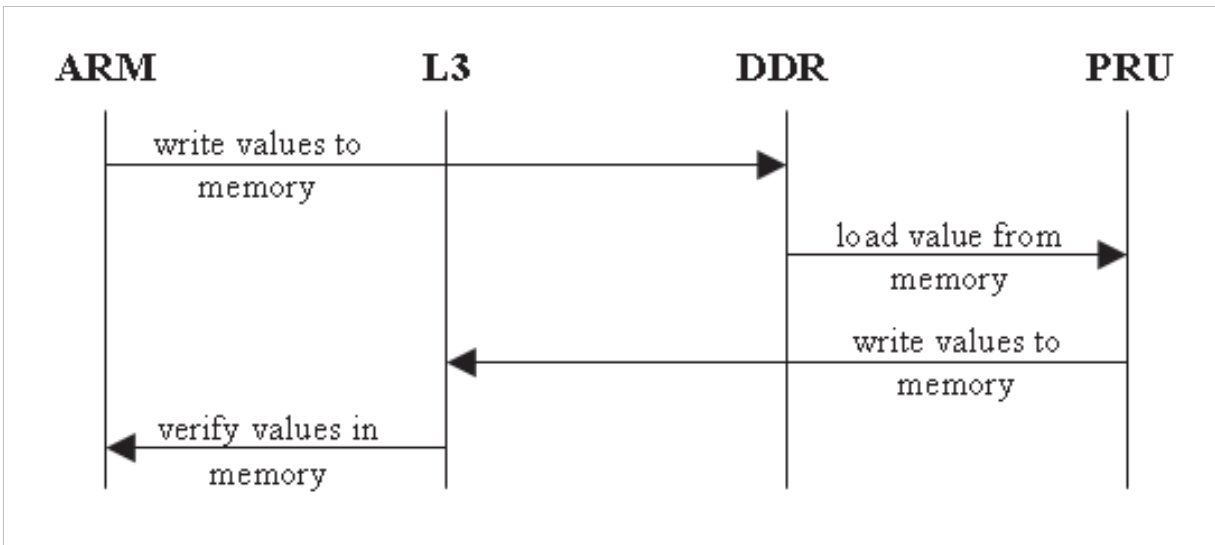 ARM L3 DDR PRU
write values to
memory
load value from
memory
write values to
memory
verify values in
memory